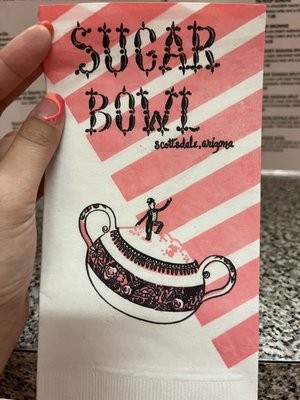 SUGAR
BOWL
scottsdale, arizona